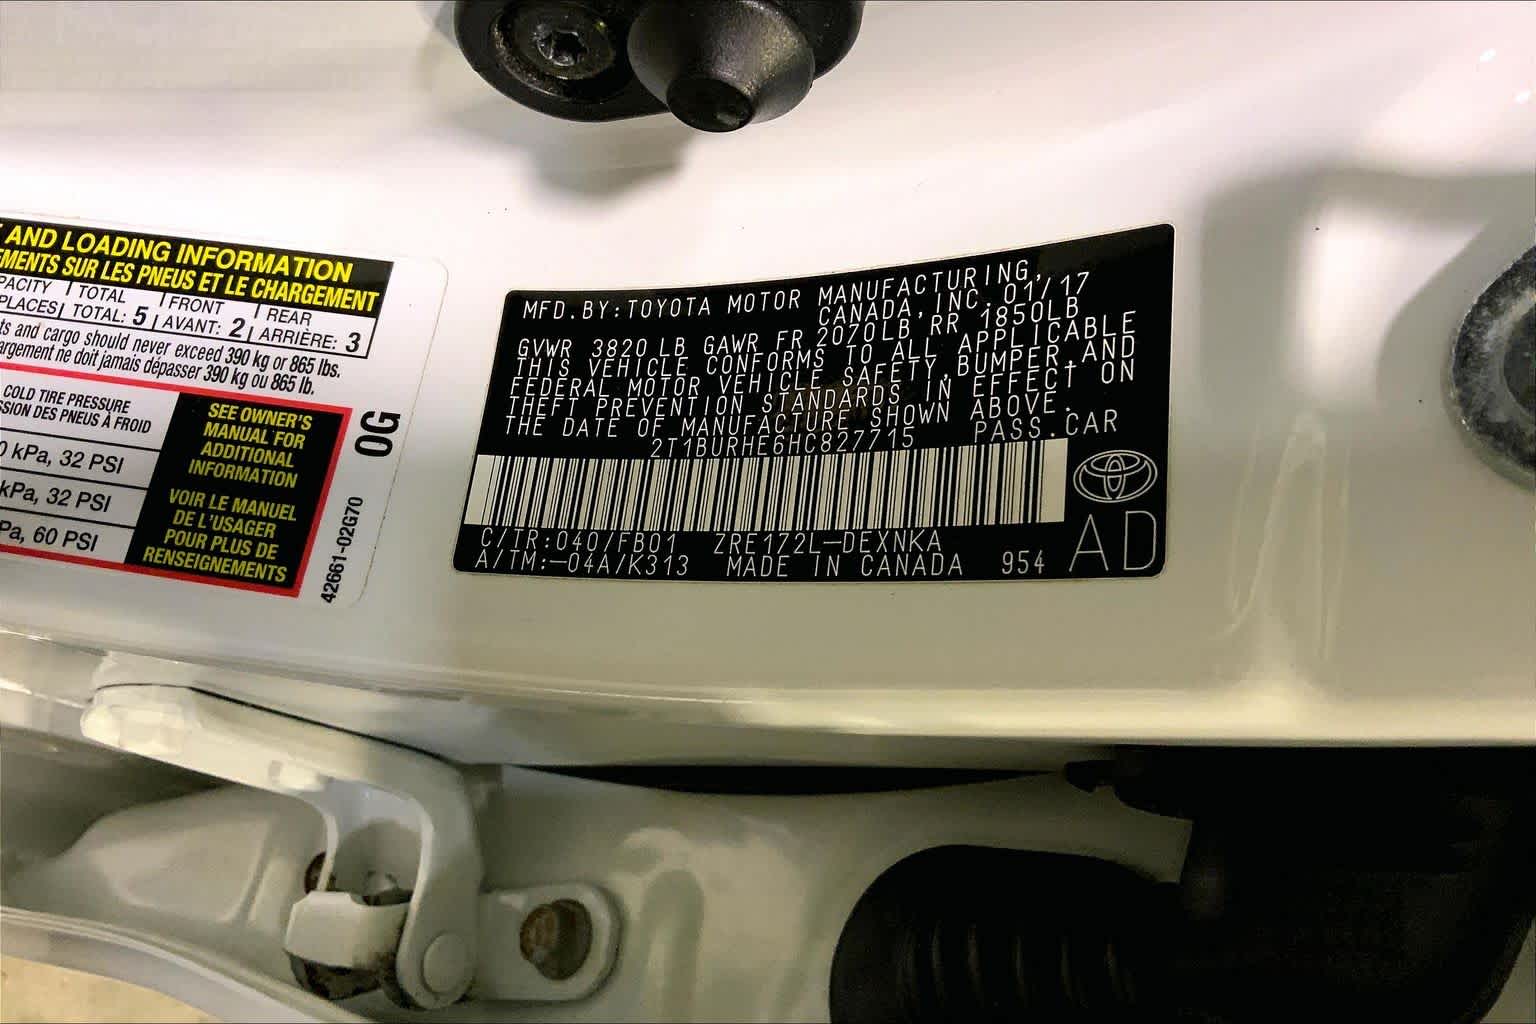 AND LOADING INFORMATION
EMENTS SUR LES PNEUS ET LE CHARGEMENT
PACITY TOTAL FRONT REAR
PLACES TOTAL: 5 AVANT: 2 ARRIÈRE: 3
ts and cargo should never exceed 390 kg or 865 lbs.
argement ne doit jamais dépasser 390 kg ou 865 lb.
COLD TIRE PRESSURE
SSION DES PNEUS À FROID
0 kPa, 32 PSI
kPa, 32 PSI
Pa, 60 PSI
SEE OWNER'S
MANUAL FOR
ADDITIONAL
INFORMATION
VOIR LE MANUEL
DE L'USAGER
POUR PLUS DE
RENSEIGNEMENTS
0G
42661-02G70
MFD.BY:TOYOTA MOTOR MANUFACTURING,
CANADA,INC. 01/17
GVWR 3820 LB GAWR FR 2070LB RR 1850LB
THIS VEHICLE CONFORMS TO ALL APPLICABLE
FEDERAL MOTOR VEHICLE SAFETY,BUMPER,AND
THEFT PREVENTION STANDARDS IN EFFECT ON
THE DATE OF MANUFACTURE SHOWN ABOVE.
2T1BURHE6HC827715 PASS.CAR
C/TR:040/FB01 ZRE172L-DEXNKA
A/TM:-04A/K313 MADE IN CANADA 954
AD